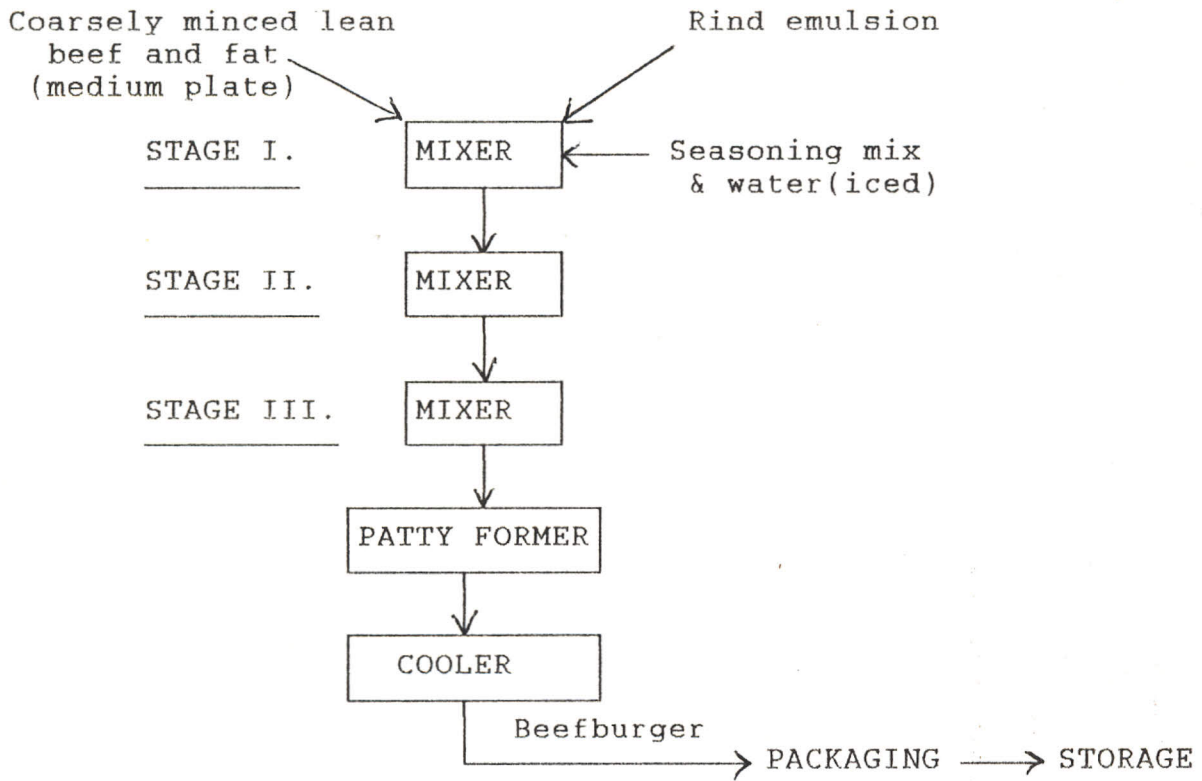 Coarsely minced lean
beef and fat
(medium plate)
Rind emulsion
STAGE I.
MIXER
Seasoning mix
& water(iced)
STAGE II.
MIXER
STAGE III.
MIXER
PATTY FORMER
COOLER
Beefburger
PACKAGING
STORAGE